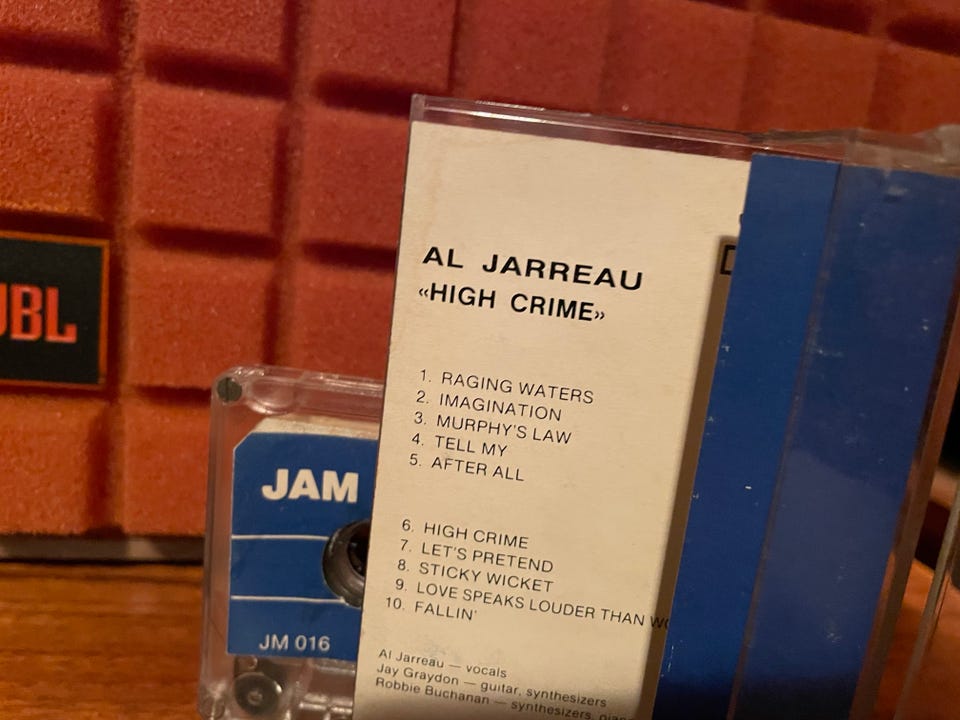 AL JARREAU
«HIGH CRIME»
1. RAGING WATERS
2. IMAGINATION
3. MURPHY'S LAW
4. TELL MY
5. AFTER ALL
6. HIGH CRIME
7. LET'S PRETEND
8. STICKY WICKET
9. LOVE SPEAKS LOUDER THAN
10. FALLIN'
Al Jarreau — vocals
Jay Graydon — guitar, synthesizers
Robbie Buchanan — synthesizers,
JBL
JAM
JM 016